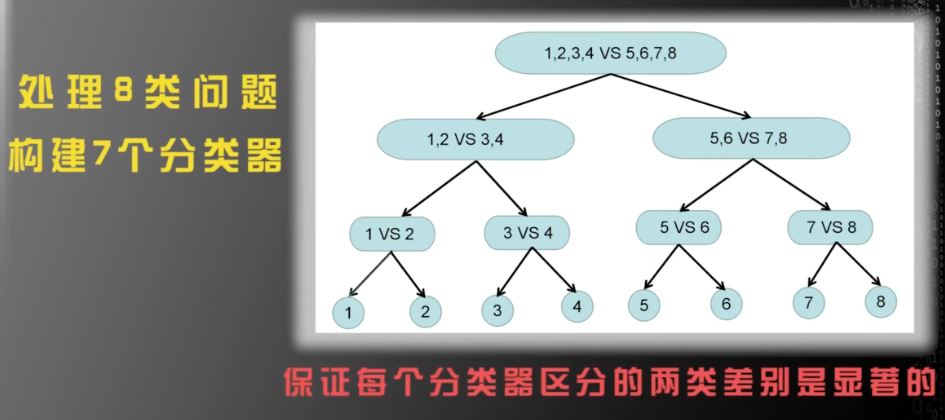 处理8类问题
构建7个分类器
1,2,3,4 VS 5,6,7,8
1,2 VS 3,4
5,6 VS 7,8
1 VS 2
3 VS 4
5 VS 6
7 VS 8
1
2
3
4
5
6
7
8
保证每个分类器区分的两类差别是显著的